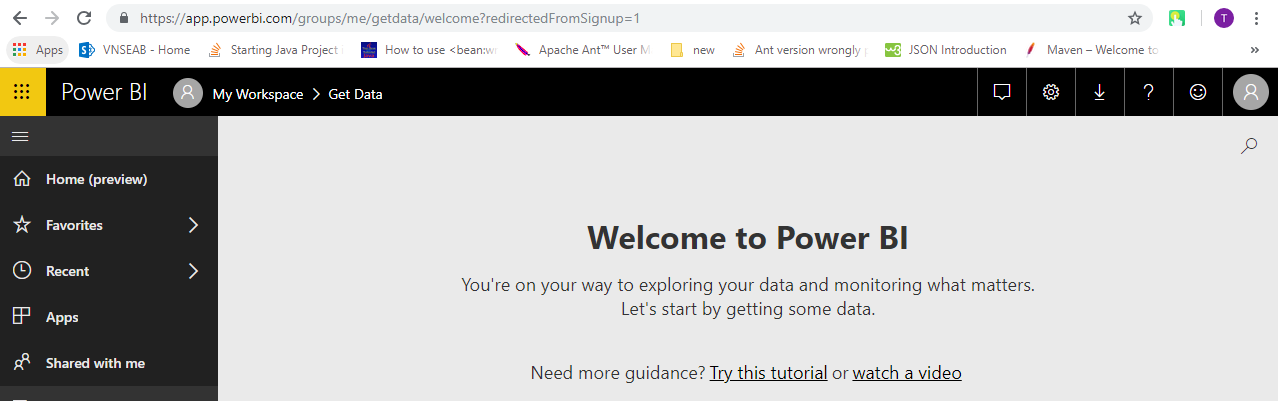 https://app.powerbi.com/groups/me/getdata/welcome?redirectedFromSignup=1
T
Apps VNSEAB - Home Starting Java Project How to use <bean:wr Apache Ant™ User M new Ant version wrongly JSON Introduction Maven – Welcome to »
Power BI My Workspace > Get Data ?
Home (preview)
Favorites
Recent
Apps
Shared with me
Welcome to Power BI
You're on your way to exploring your data and monitoring what matters.
Let's start by getting some data.
Need more guidance? Try this tutorial or watch a video